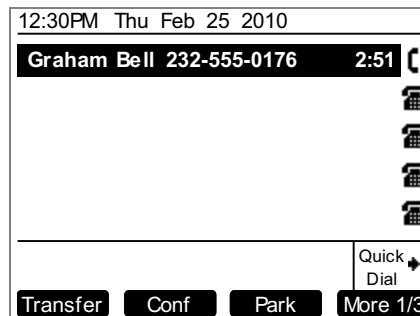 12:30PM Thu Feb 25 2010
Graham Bell 232-555-0176 2:51
Quick
Dial
Transfer Conf Park More 1/3